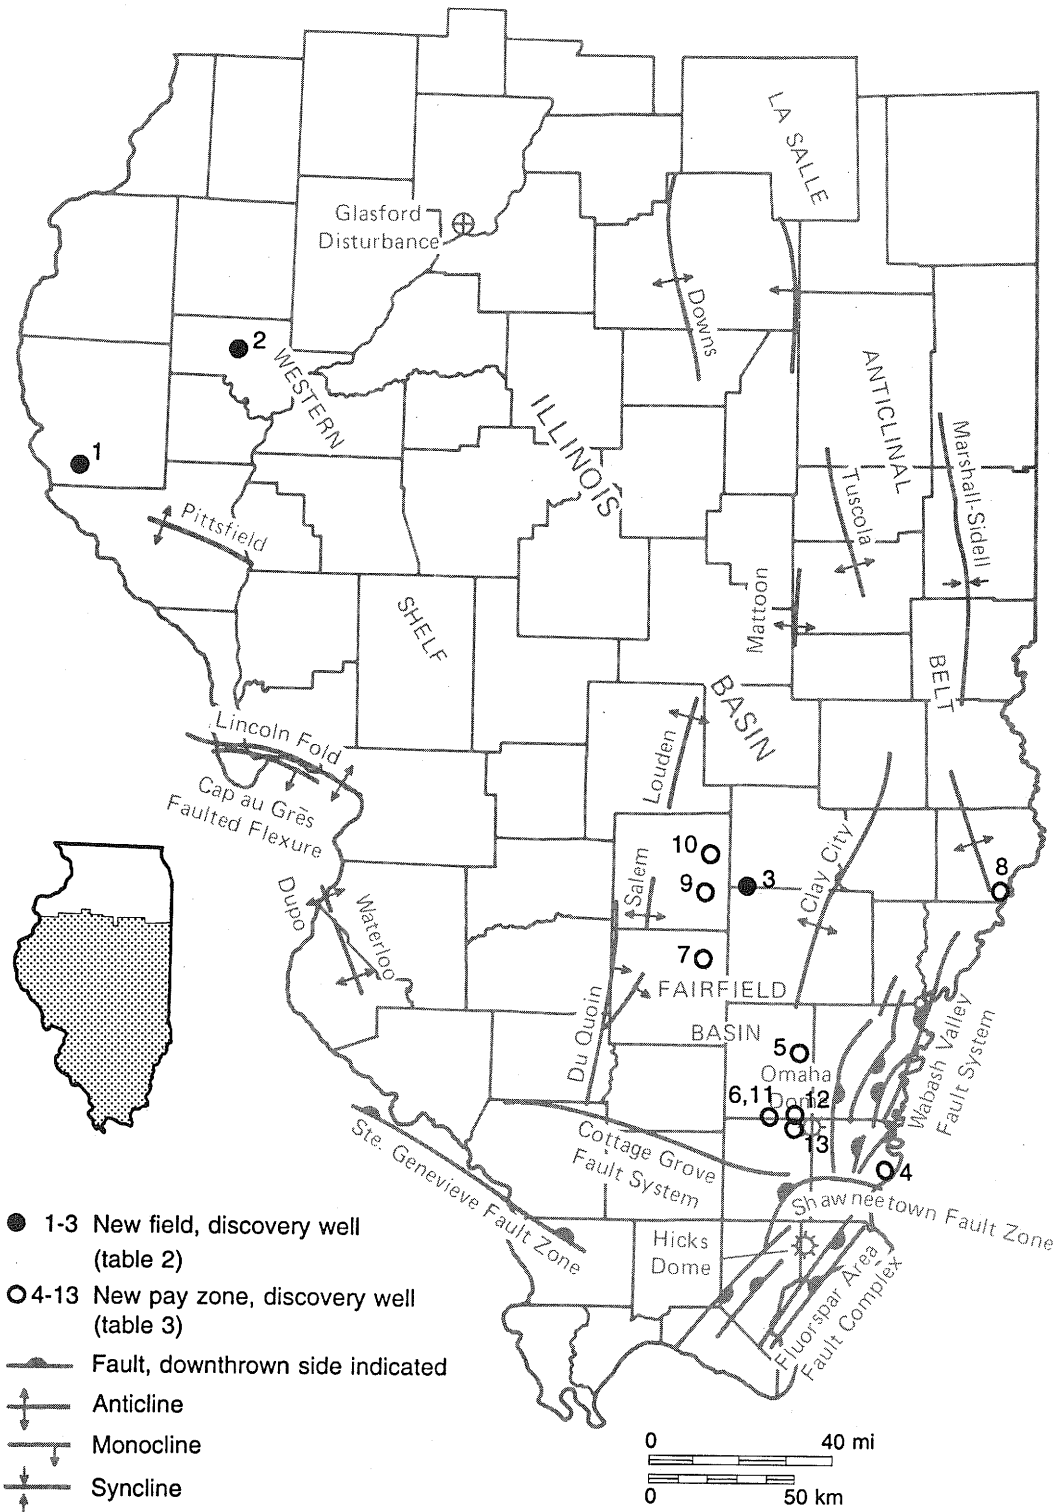 LA SALLE
Glasford
Disturbance
Downs
2
WESTERN
ANTICLINAL
ILLINOIS
1
Marshall-Sidell
Tuscola
Pittsfield
Mattoon
SHELF
BELT
BASIN
Lincoln Fold
Louden
Cap au Grēs
Faulted Flexure
Clay City
10
Salem
9
3
8
Dupo
Waterloo
7
FAIRFIELD
BASIN
Du Quoin
Wabash Valley
Fault System
5
Omaha
Dome
6,11
12
13
Cottage Grove
Fault System
4
Ste. Genevieve Fault Zone
Shawneetown Fault Zone
Hicks
Dome
Fluorspar Area
Fault Complex
1-3 New field, discovery well
(table 2)
4-13 New pay zone, discovery well
(table 3)
Fault, downthrown side indicated
Anticline
Monocline
Syncline
0 40 mi
0 50 km